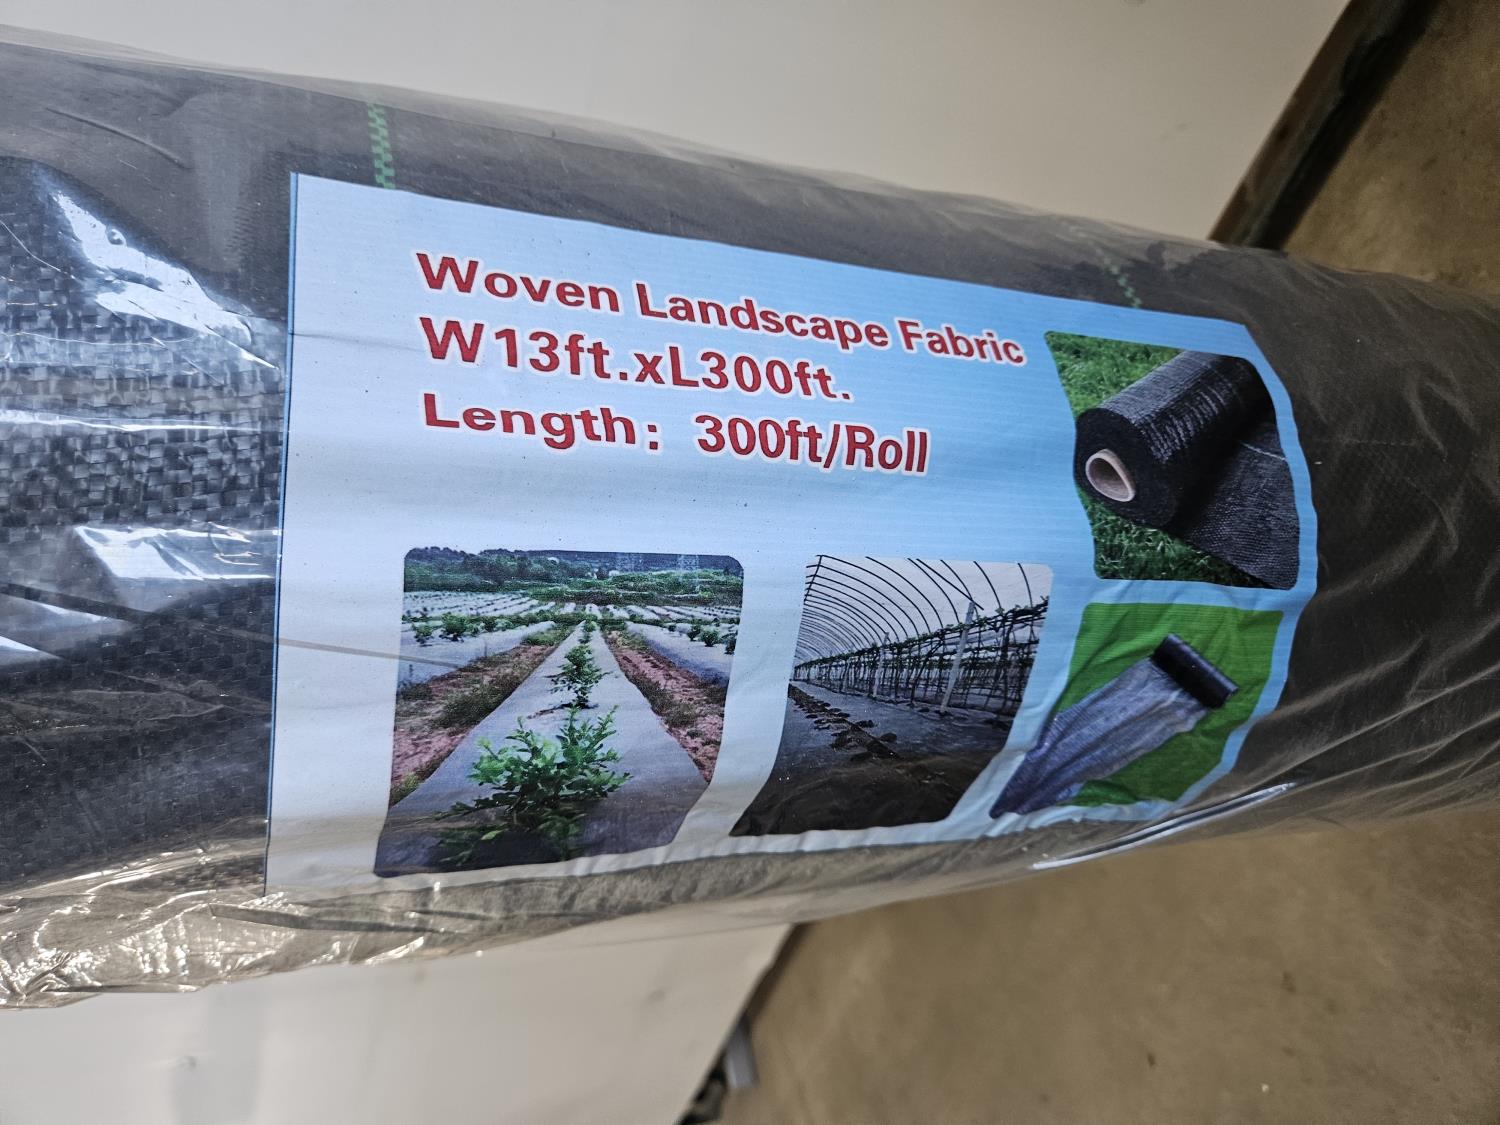 Woven Landscape Fabric
W13ft.xL300ft.
Length: 300ft/Roll